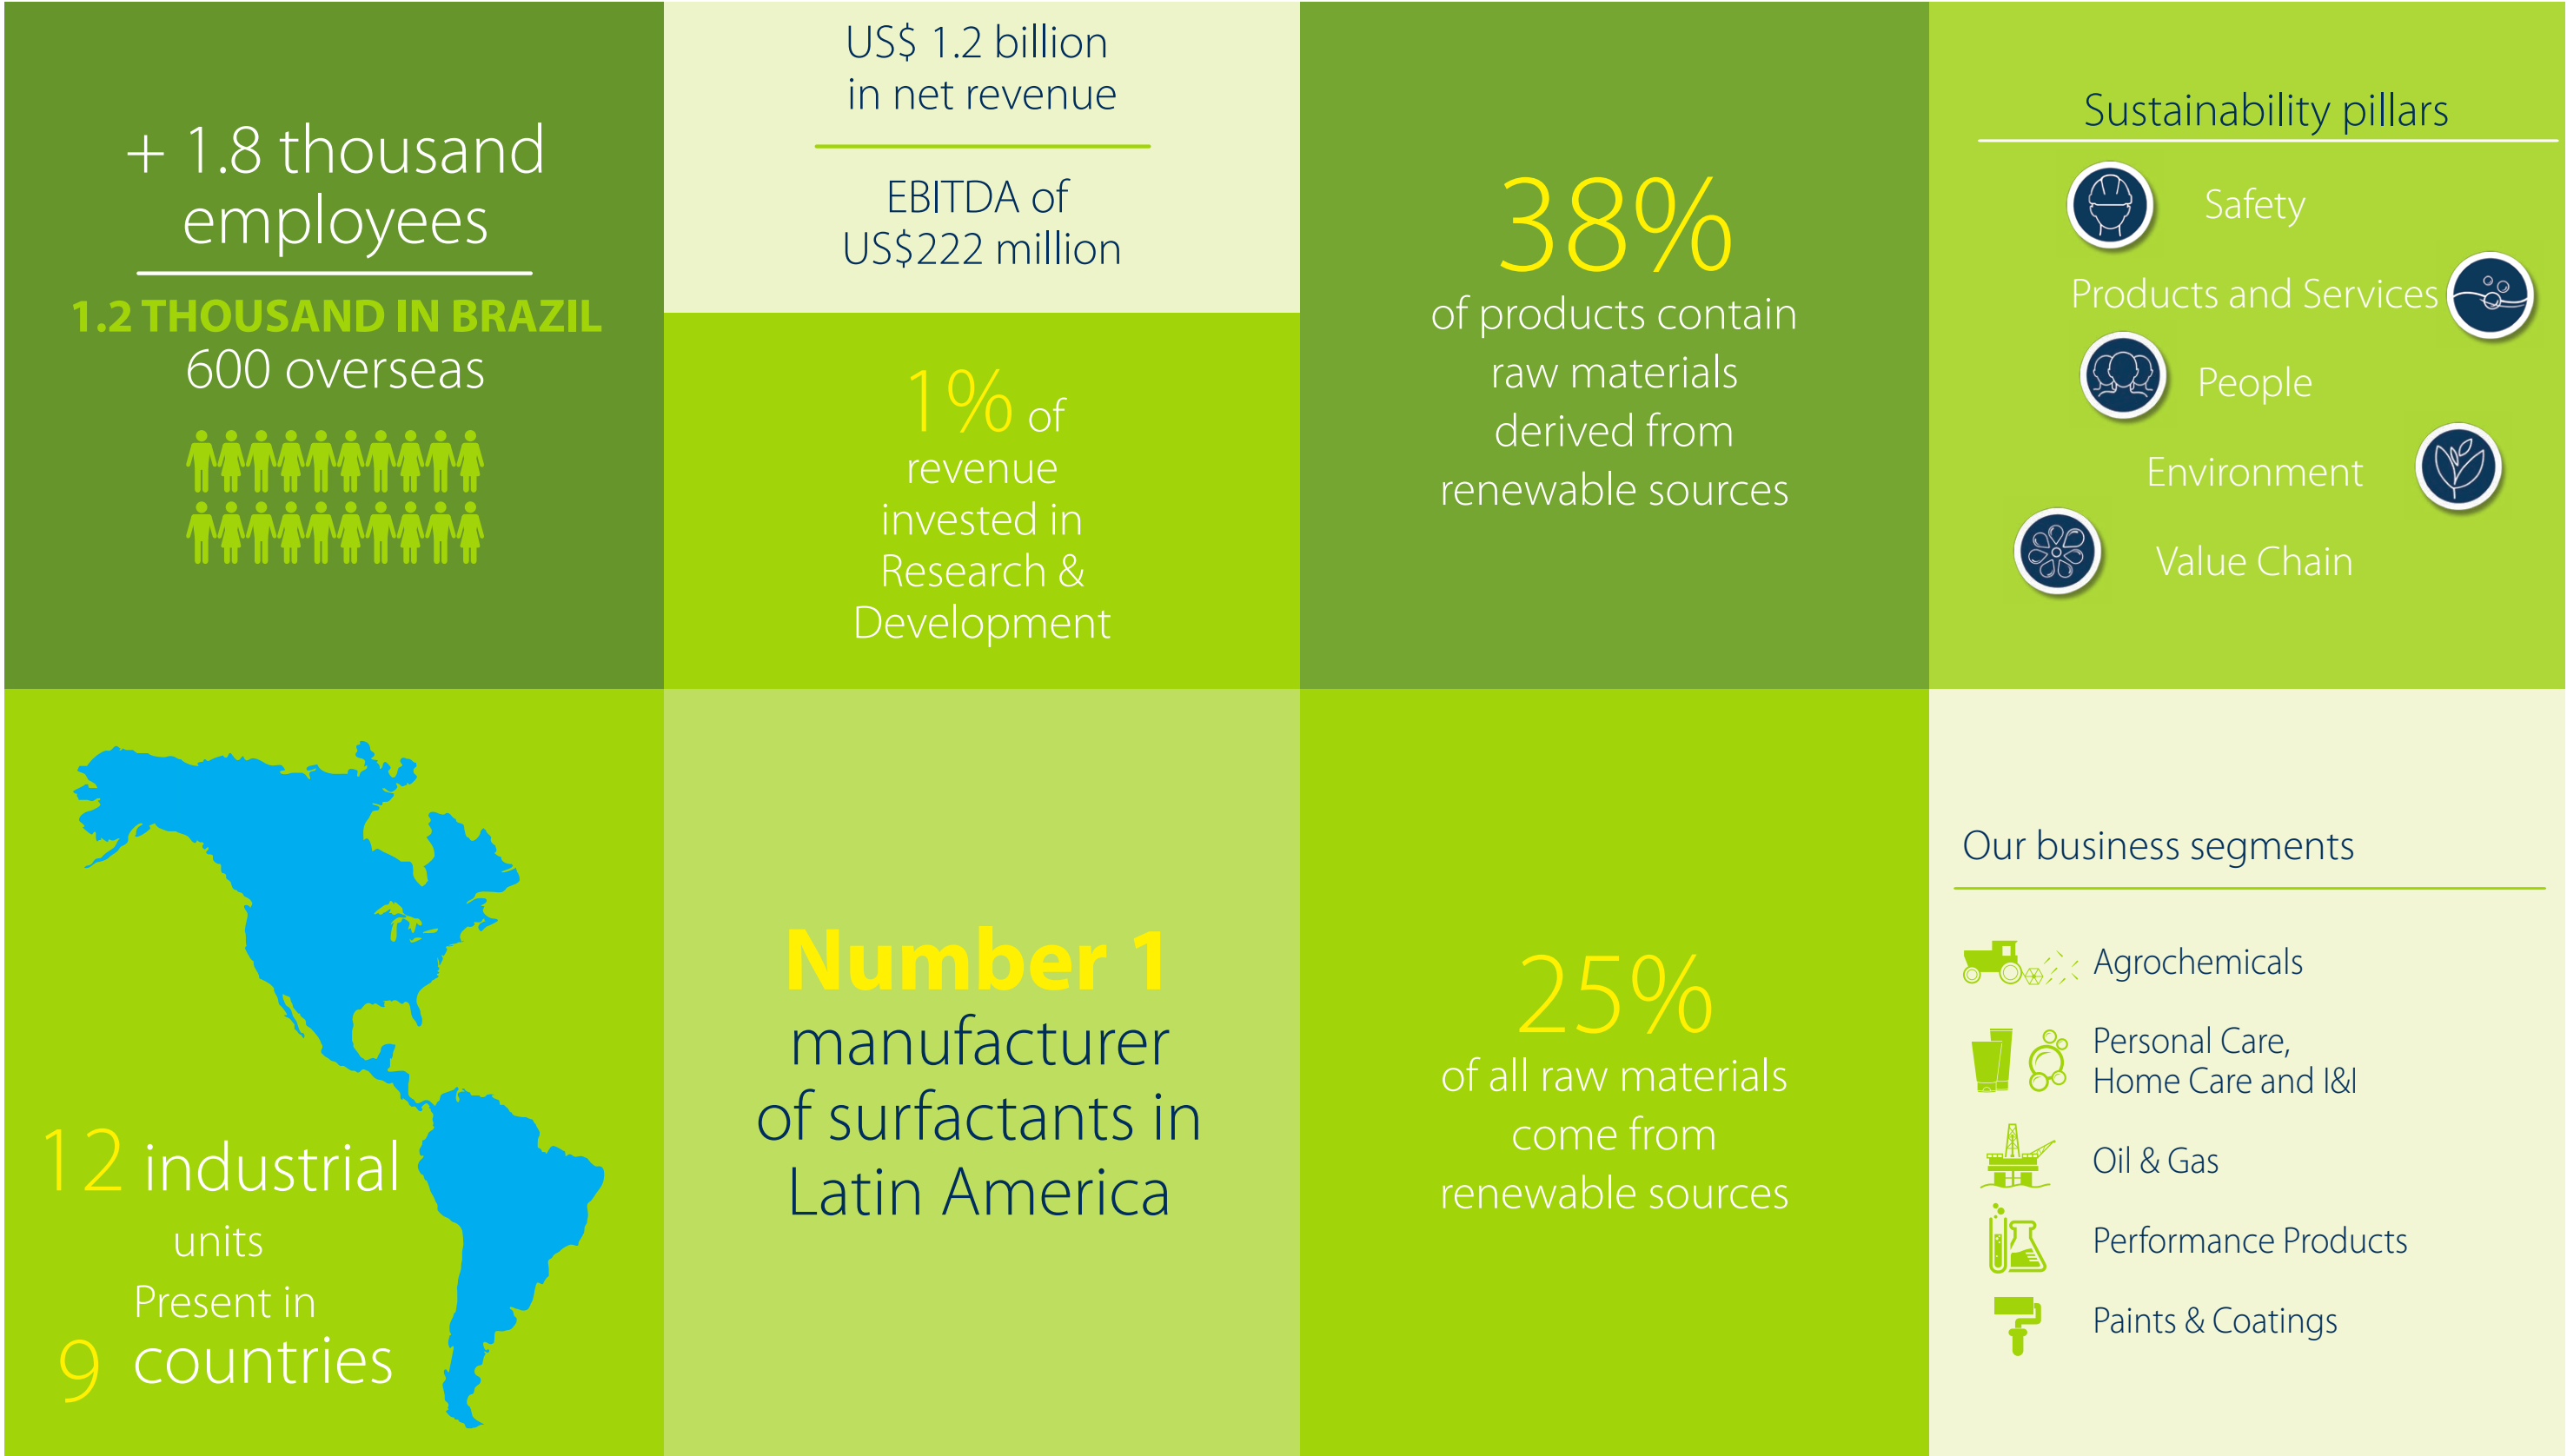 + 1.8 thousand
employees
1.2 THOUSAND IN BRAZIL
600 overseas
US$ 1.2 billion
in net revenue
EBITDA of
US$222 million
1% of
revenue
invested in
Research &
Development
38%
of products contain
raw materials
derived from
renewable sources
Sustainability pillars
Safety
Products and Services
People
Environment
Value Chain
12 industrial
units
Present in
9 countries
Number 1
manufacturer
of surfactants in
Latin America
25%
of all raw materials
come from
renewable sources
Our business segments
Agrochemicals
Personal Care,
Home Care and I&I
Oil & Gas
Performance Products
Paints & Coatings